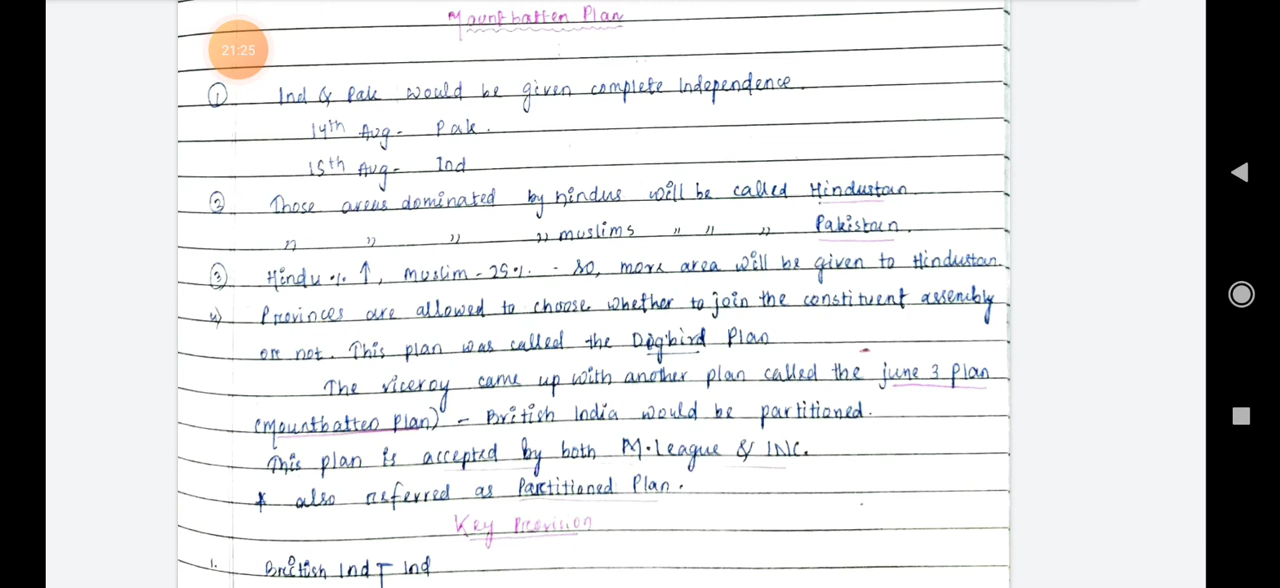 Mountbatten Plan
21:25
① Ind & Pak would be given complete Independence.
14th Aug - Pak.
15th Aug - Ind
② Those areas dominated by hindus will be called Hindustan
" " " " muslims " " " Pakistan.
③ Hindu % ↑, muslim - 25% - so, more area will be given to Hindustan
4) Provinces are allowed to choose whether to join the constituent assembly
or not. This plan was called the Dog'bird Plan
The viceroy came up with another plan called the june 3 plan
(Mountbatten plan) - British India would be partitioned.
This plan is accepted by both M.League & INC.
* also referred as Partitioned Plan.
Key Provision
1. British Ind Ind